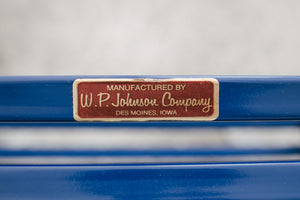 MANUFACTURED BY
W.P. Johnson Company
DES MOINES, IOWA